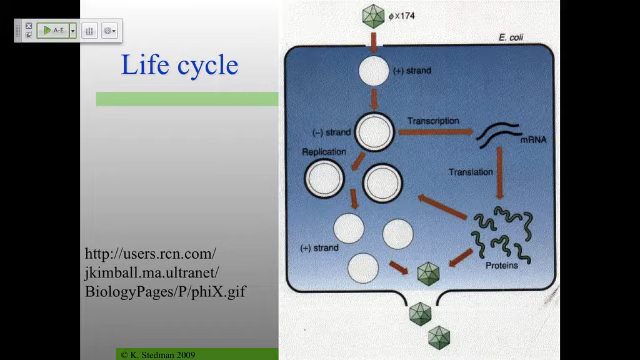 A-E
Life cycle
http://users.rcn.com/
jkimball.ma.ultranet/
BiologyPages/P/phiX.gif
© K. Stedman 2009
ϕX174
E. coli
(+) strand
(–) strand
Transcription
mRNA
Replication
Translation
(+) strand
Proteins